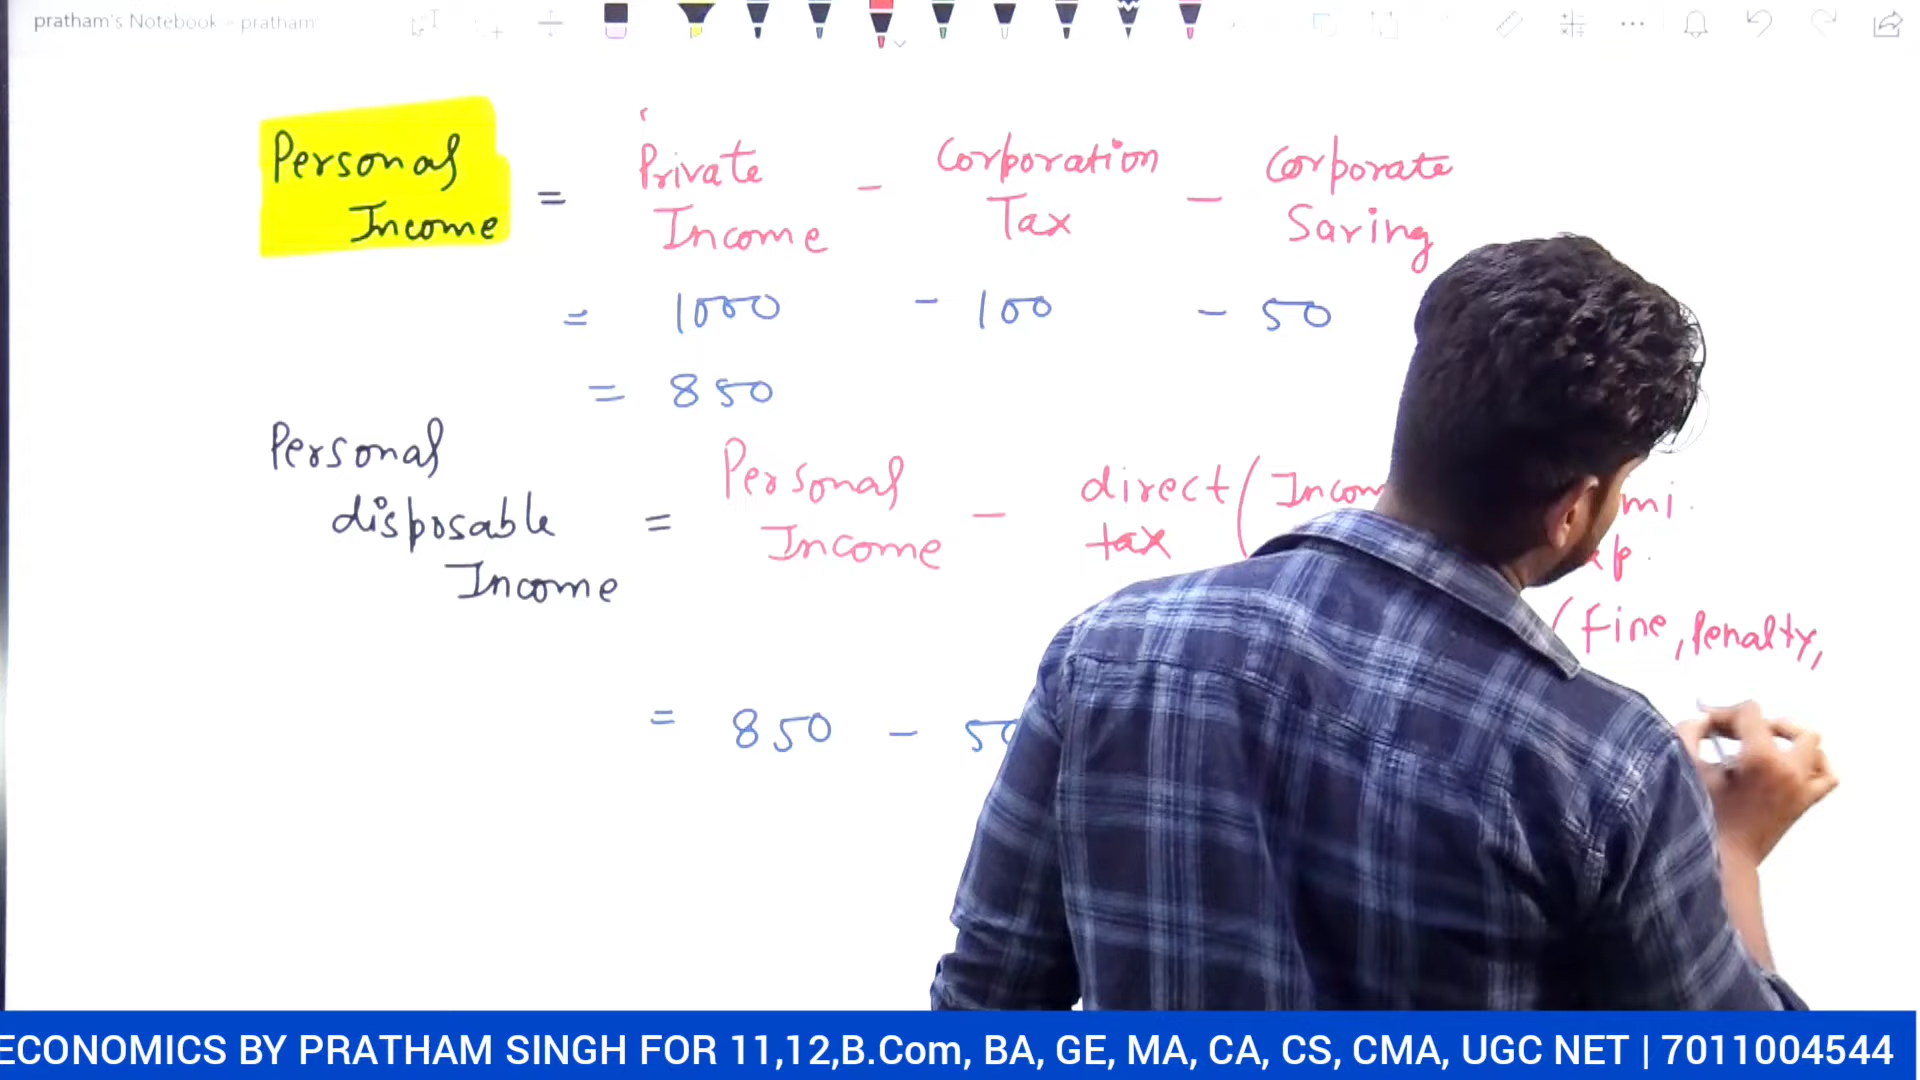 pratham's Notebook - pratham
Personal Income = Private Income - Corporation Tax - Corporate Saving
= 1000 - 100 - 50
= 850
Personal disposable Income = Personal Income - direct tax (Incom mi.
(fine, Penalty,
= 850 - 50
ECONOMICS BY PRATHAM SINGH FOR 11,12,B.Com, BA, GE, MA, CA, CS, CMA, UGC NET | 7011004544